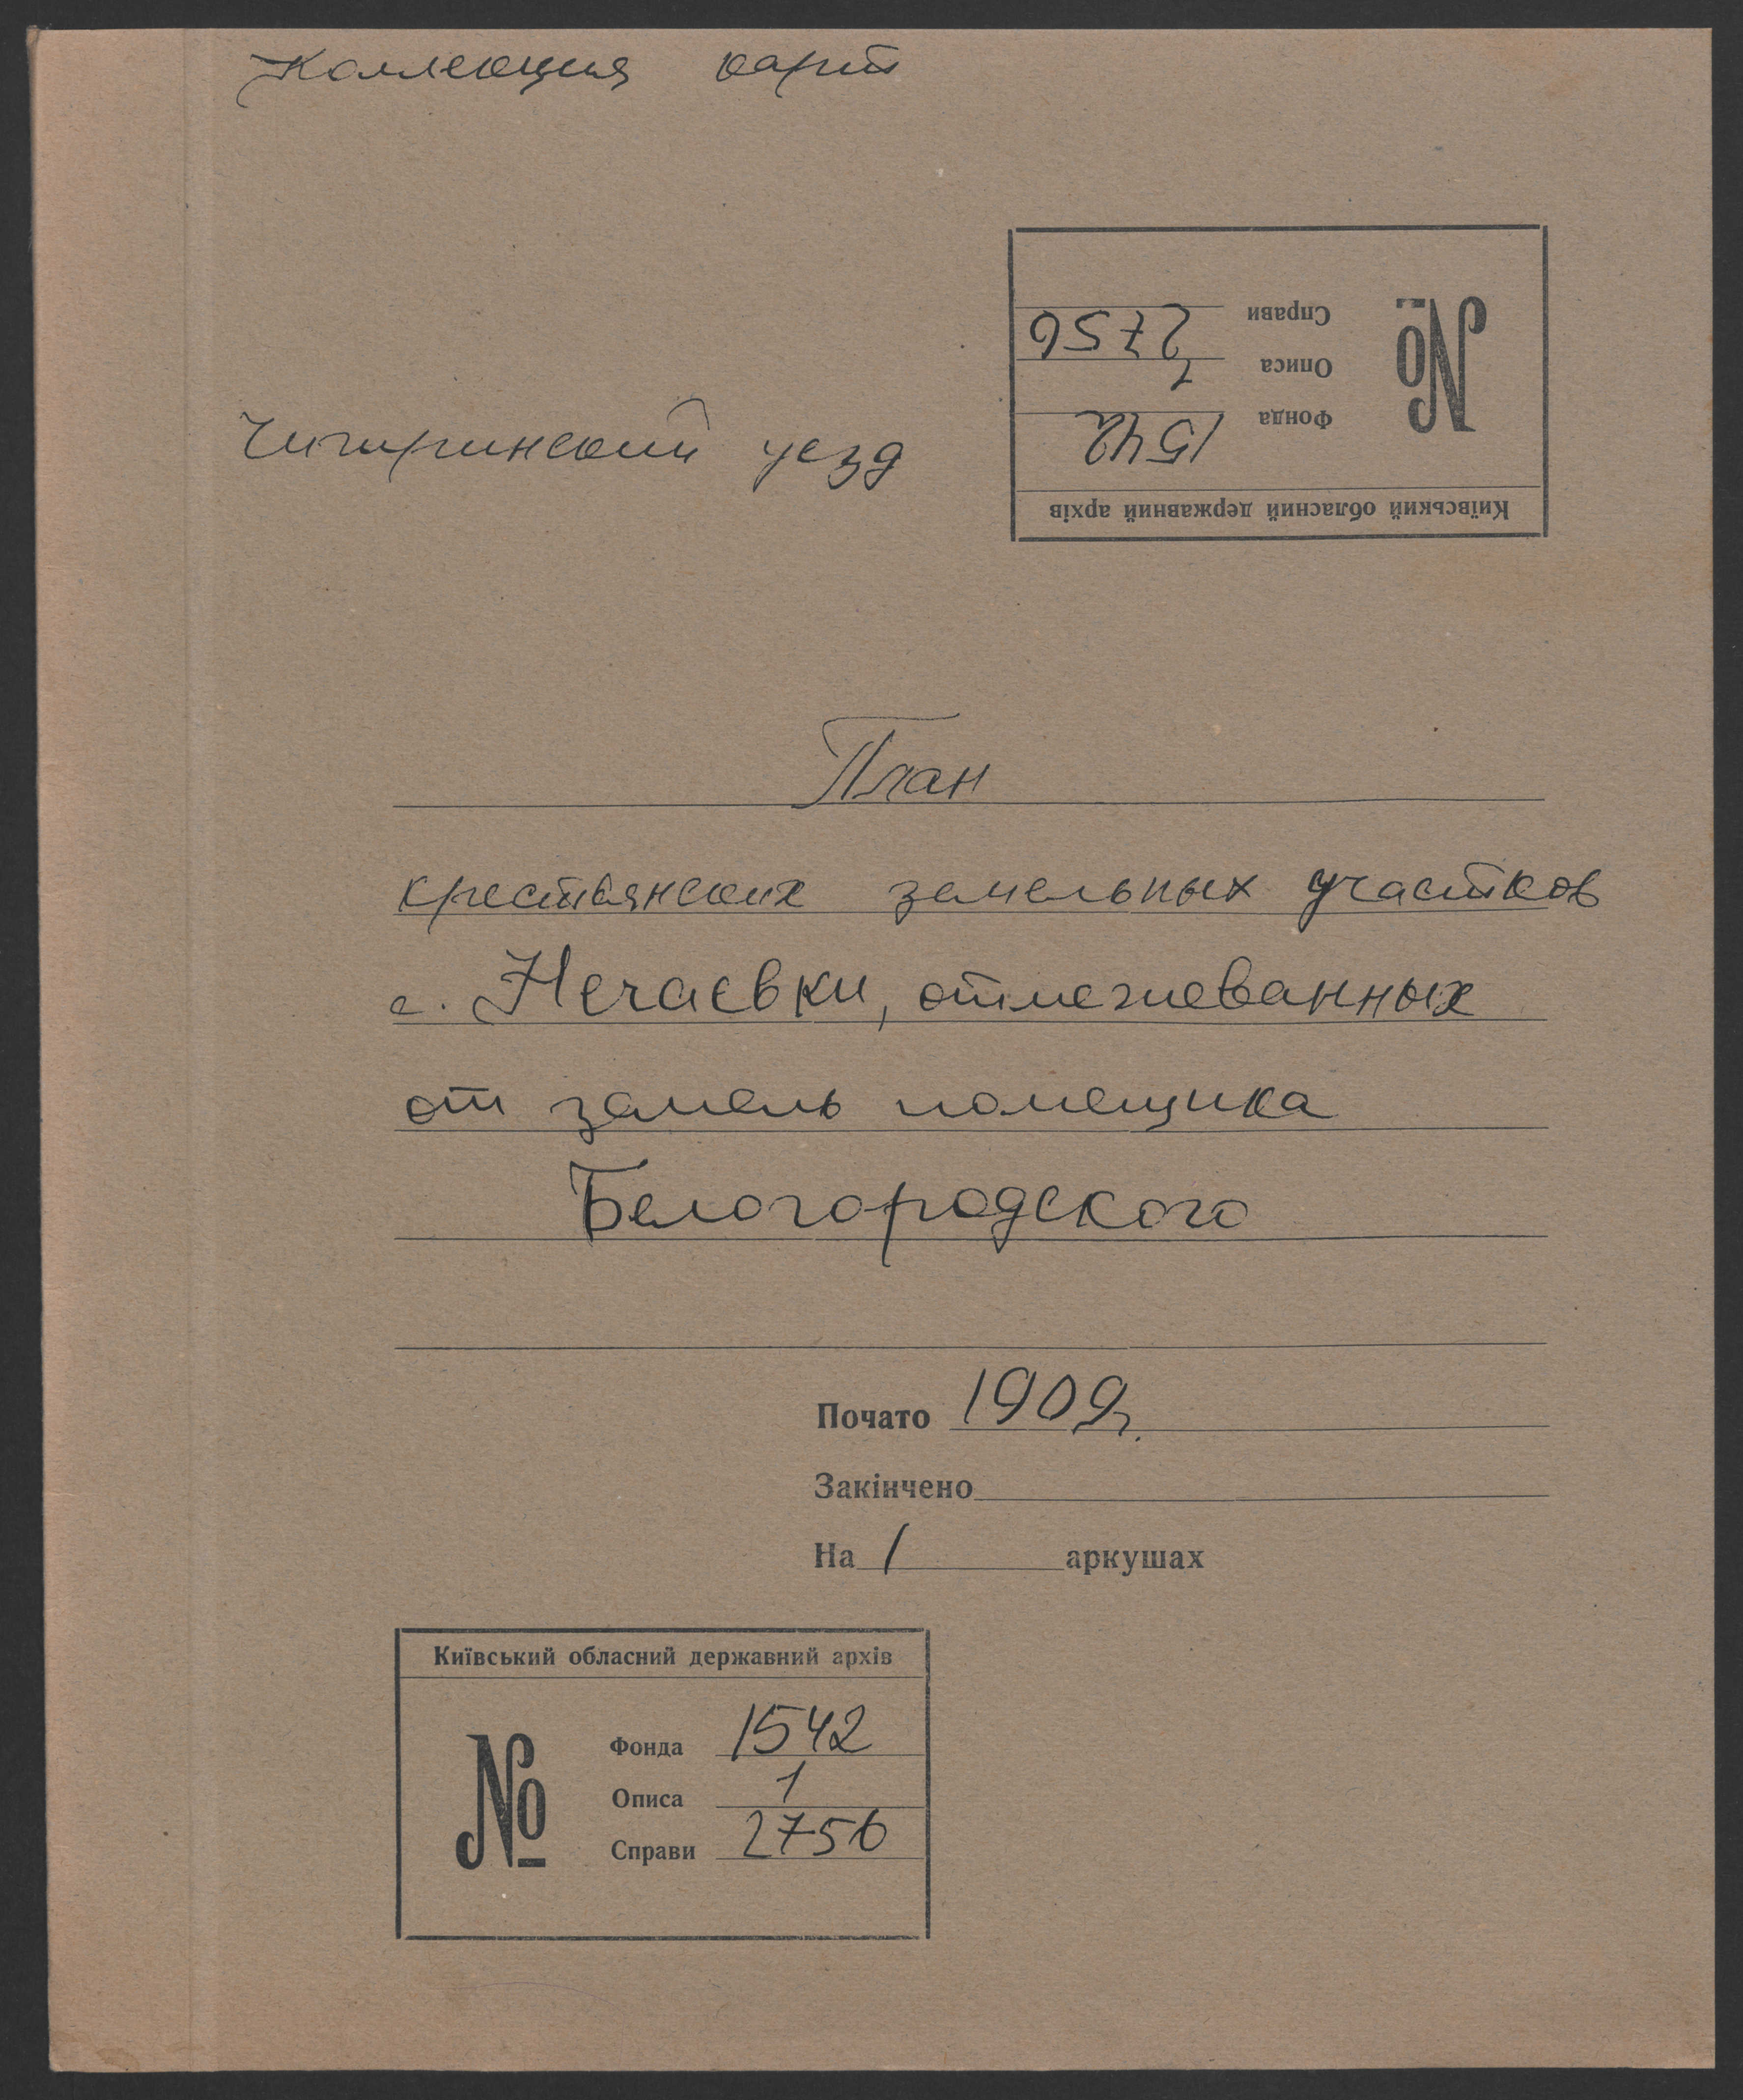 Коллекция карт
Київський обласний державний архів
№
Фонда 1542
Описа 1
Справи 2756
Чигиринский уезд
План
крестьянских земельных участков
с. Нечаевки, отмежеванных
от земель помещика
Белогородского
Почато 1909г.
Закінчено
На 1 аркушах
Київський обласний державний архів
№
Фонда 1542
Описа 1
Справи 2756